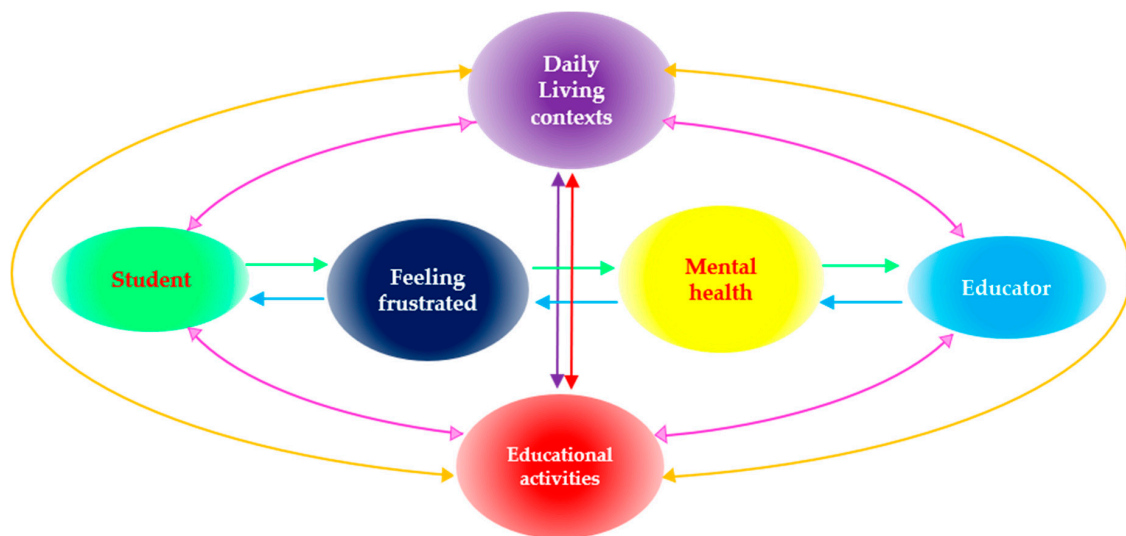 Daily
Living
contexts
Student
Feeling
frustrated
Mental
health
Educator
Educational
activities